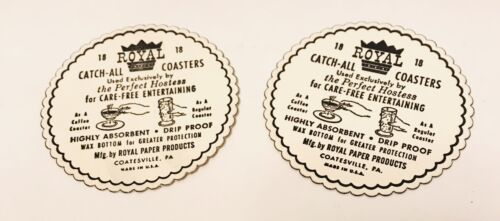 18 ROYAL 18
CATCH-ALL COASTERS
Used Exclusively by
the Perfect Hostess
for CARE-FREE ENTERTAINING
As A
Coffee
Coaster
As A
Regular
Coaster
HIGHLY ABSORBENT • DRIP PROOF
WAX BOTTOM for GREATER PROTECTION
Mfg. by ROYAL PAPER PRODUCTS
COATESVILLE, PA.
MADE IN U.S.A.
18 ROYAL 18
CATCH-ALL COASTERS
Used Exclusively by
the Perfect Hostess
for CARE-FREE ENTERTAINING
As A
Coffee
Coaster
As A
Regular
Coaster
HIGHLY ABSORBENT • DRIP PROOF
WAX BOTTOM for GREATER PROTECTION
Mfg. by ROYAL PAPER PRODUCTS
COATESVILLE, PA.
MADE IN U.S.A.